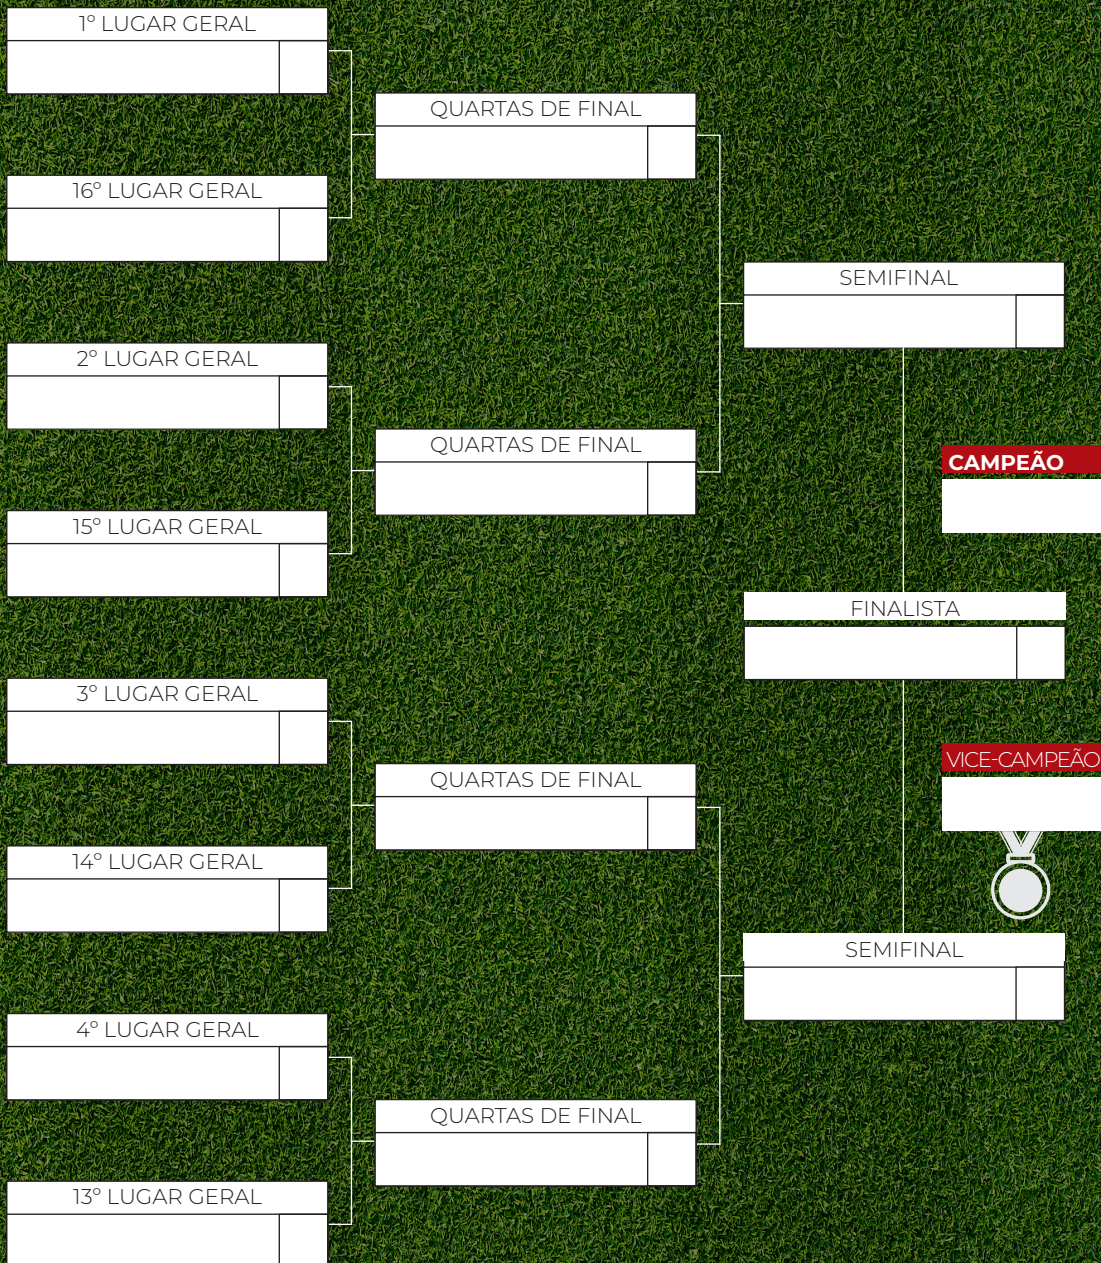 1º LUGAR GERAL
16º LUGAR GERAL
2º LUGAR GERAL
15º LUGAR GERAL
3º LUGAR GERAL
14º LUGAR GERAL
4º LUGAR GERAL
13º LUGAR GERAL
QUARTAS DE FINAL
QUARTAS DE FINAL
QUARTAS DE FINAL
QUARTAS DE FINAL
SEMIFINAL
FINALISTA
SEMIFINAL
CAMPEÃO
VICE-CAMPEÃO